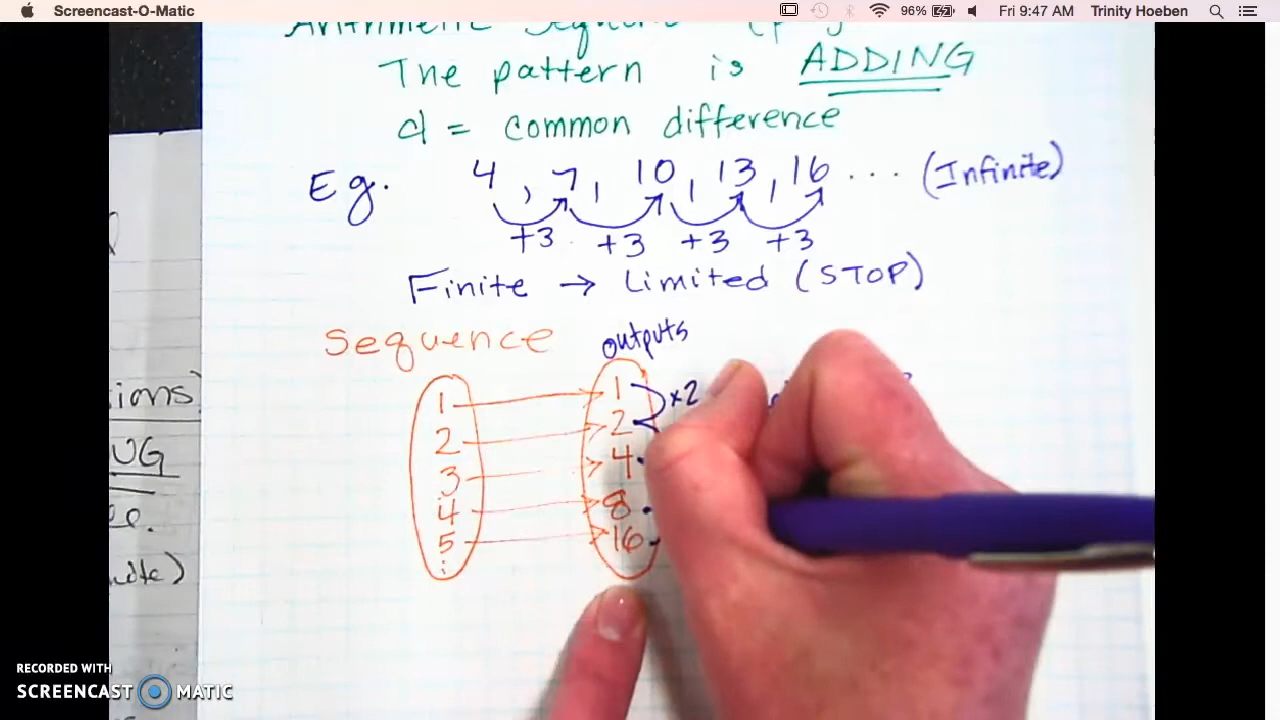 Screencast-O-Matic 96% Fri 9:47 AM Trinity Hoeben
Arithmetic
The pattern is ADDING
d = common difference
Eg. 4, 7, 10, 13, 16 ... (Infinite)
+3 +3 +3 +3
Finite → Limited (STOP)
Sequence outputs
1 1 x2
2 2
3 4
4 8
5 16
⋮
ions)
UG
RECORDED WITH
SCREENCAST MATIC